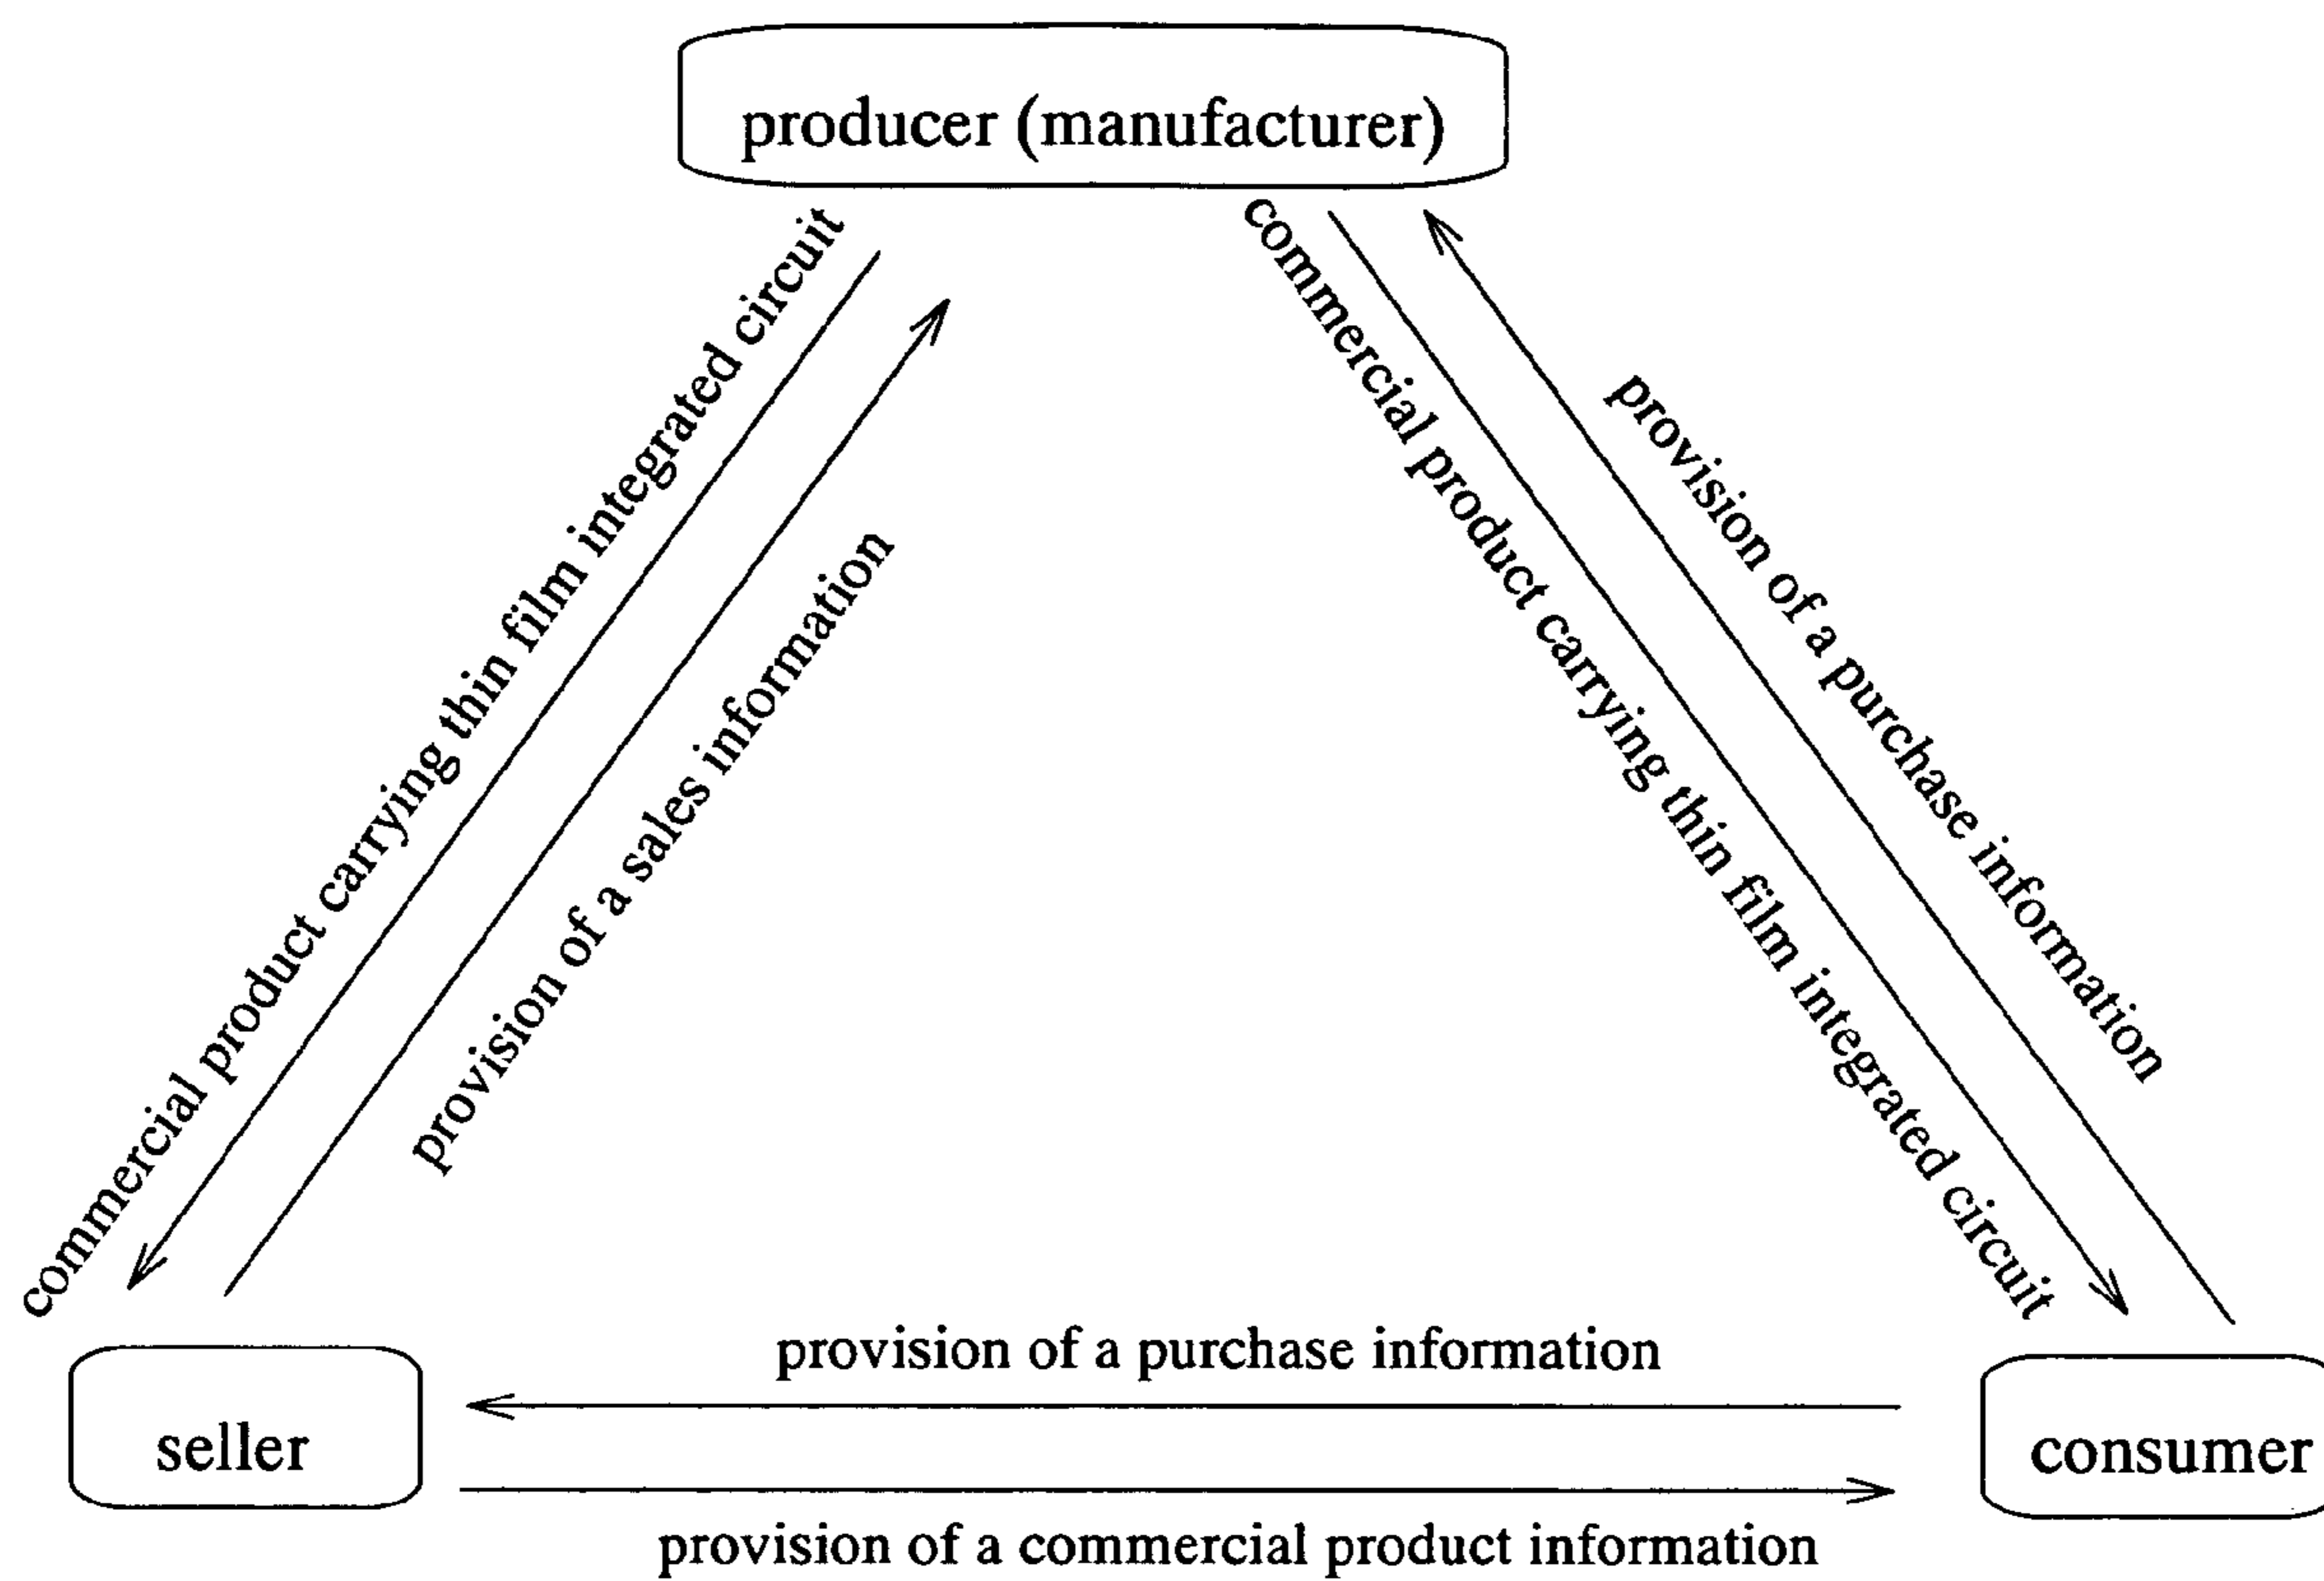 producer (manufacturer)
commercial product carrying thin film integrated circuit
provision of a sales information
commercial product carrying thin film integrated circuit
provision of a purchase information
provision of a purchase information
seller
consumer
provision of a commercial product information